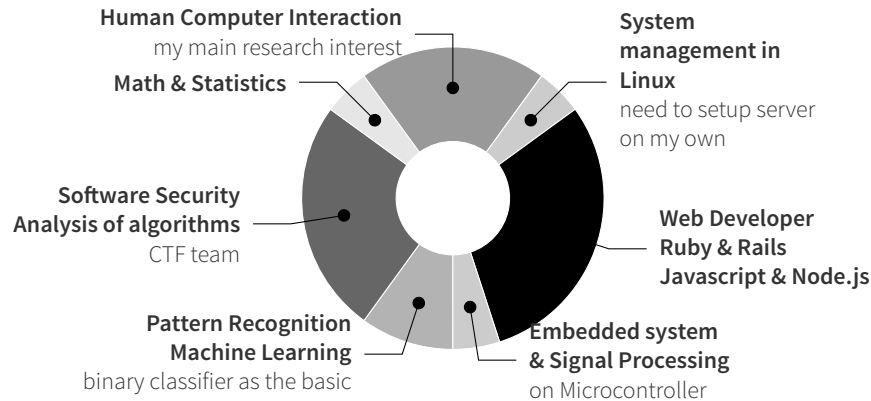 Human Computer Interaction
my main research interest
Math & Statistics
System
management in
Linux
need to setup server
on my own
Software Security
Analysis of algorithms
CTF team
Web Developer
Ruby & Rails
Javascript & Node.js
Pattern Recognition
Machine Learning
binary classifier as the basic
Embedded system
& Signal Processing
on Microcontroller